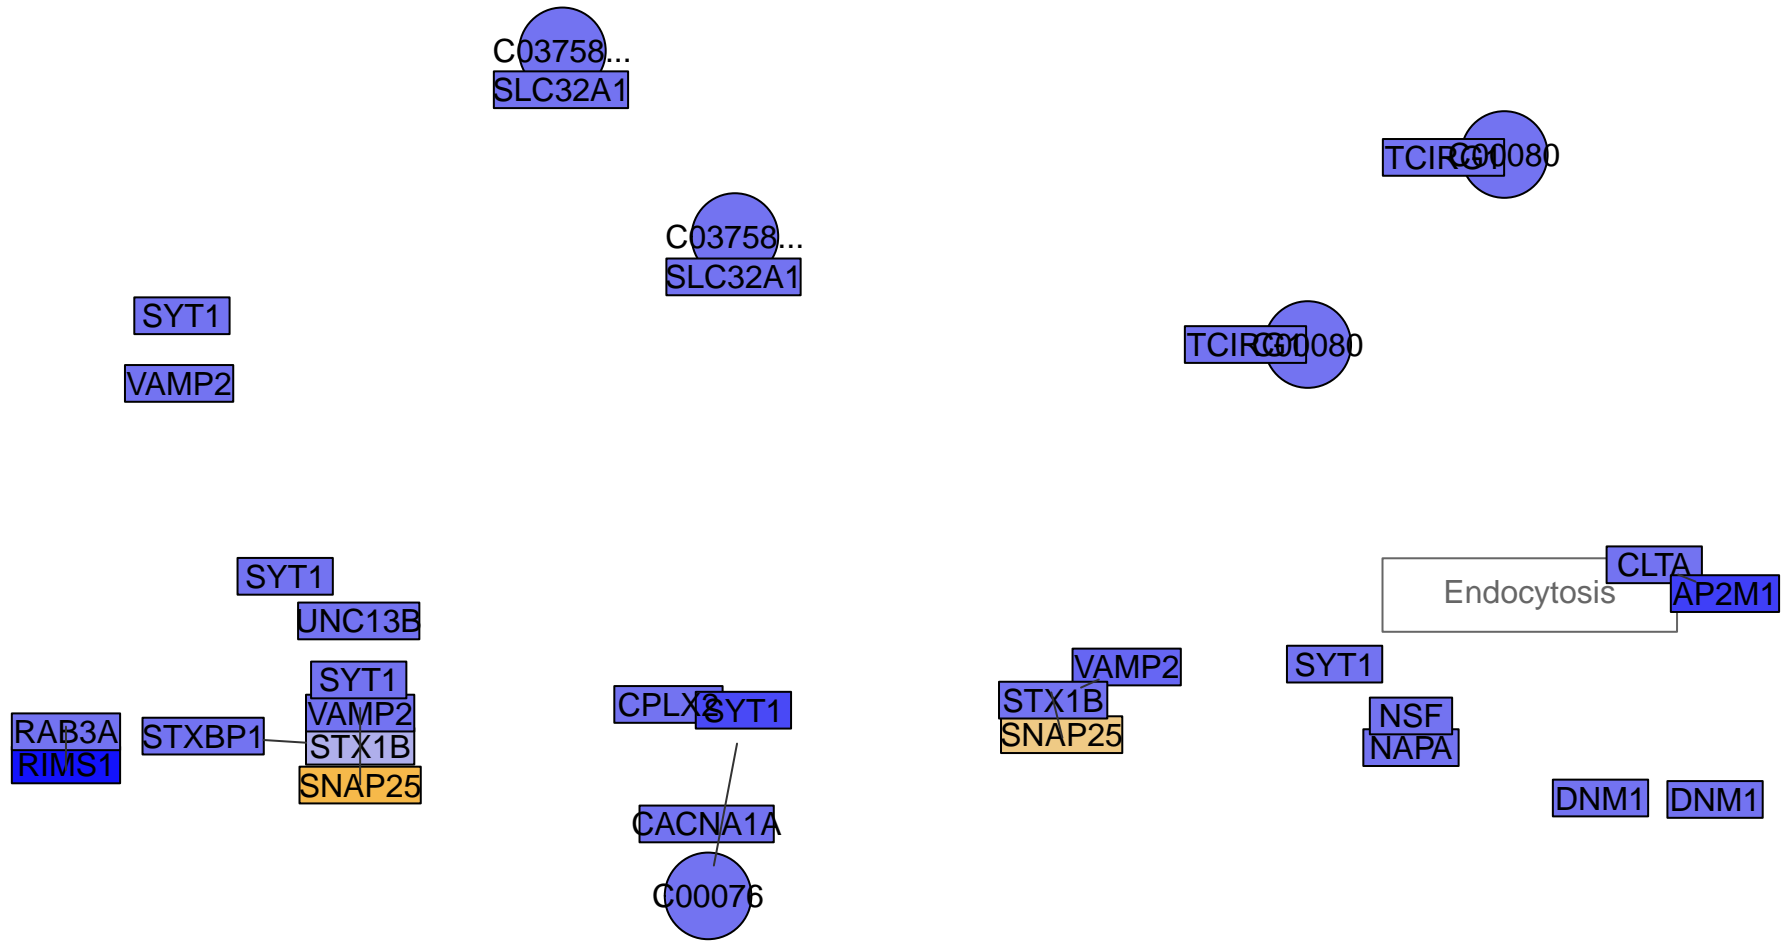 C03758...
SLC32A1
TCIRG1
C00080
C03758...
SLC32A1
SYT1
TCIRG1
C00080
VAMP2
SYT1
CLTA
Endocytosis
AP2M1
UNC13B
SYT1
VAMP2
SYT1
CPLX2
SYT1
STX1B
VAMP2
NSF
RAB3A
STXBP1
STX1B
SNAP25
NAPA
RIMS1
SNAP25
DNM1
DNM1
CACNA1A
C00076